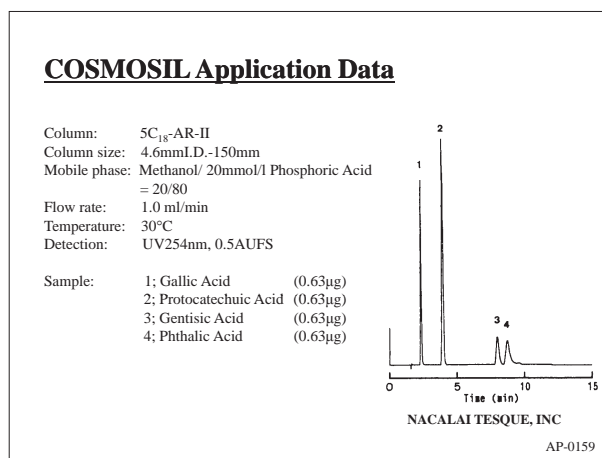 COSMOSIL Application Data
Column: 5C18-AR-II
Column size: 4.6mmI.D.-150mm
Mobile phase: Methanol/ 20mmol/l Phosphoric Acid
= 20/80
Flow rate: 1.0 ml/min
Temperature: 30°C
Detection: UV254nm, 0.5AUFS
Sample: 1; Gallic Acid (0.63μg)
2; Protocatechuic Acid (0.63μg)
3; Gentisic Acid (0.63μg)
4; Phthalic Acid (0.63μg)
2
1
3 4
0 5 10 15
Time (min)
NACALAI TESQUE, INC
AP-0159